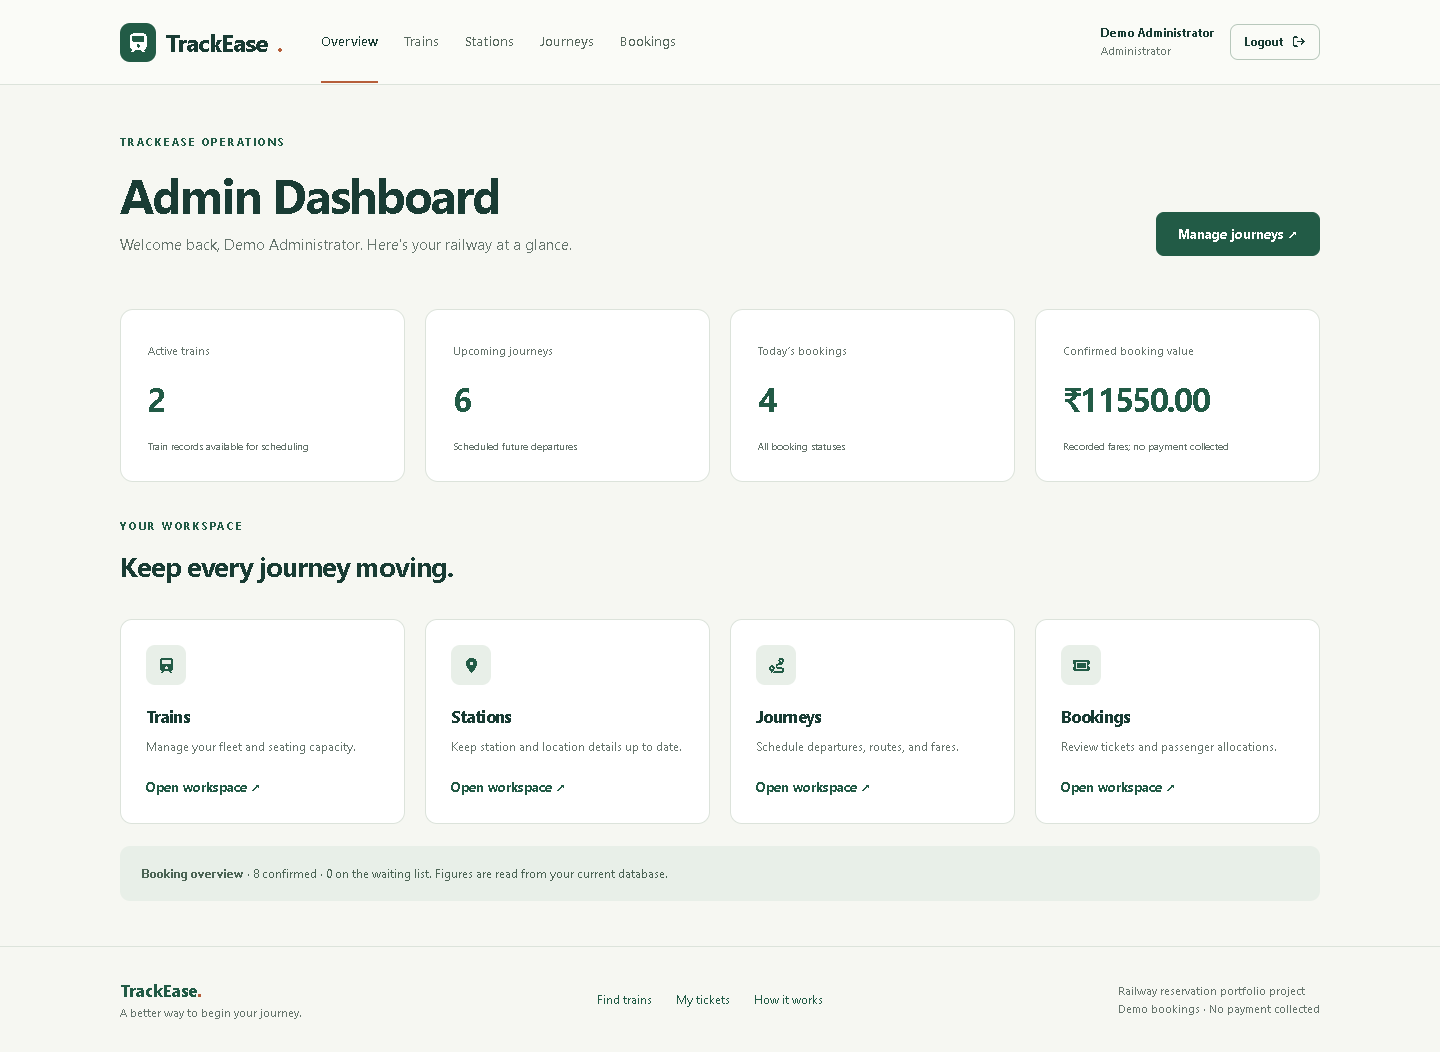 TrackEase .
Overview
Trains
Stations
Journeys
Bookings
Demo Administrator
Administrator
Logout
TRACKEASE OPERATIONS
Admin Dashboard
Welcome back, Demo Administrator. Here's your railway at a glance.
Manage journeys ↗
Active trains
2
Train records available for scheduling
Upcoming journeys
6
Scheduled future departures
Today's bookings
4
All booking statuses
Confirmed booking value
₹11550.00
Recorded fares; no payment collected
YOUR WORKSPACE
Keep every journey moving.
Trains
Manage your fleet and seating capacity.
Open workspace ↗
Stations
Keep station and location details up to date.
Open workspace ↗
Journeys
Schedule departures, routes, and fares.
Open workspace ↗
Bookings
Review tickets and passenger allocations.
Open workspace ↗
Booking overview · 8 confirmed · 0 on the waiting list. Figures are read from your current database.
TrackEase.
A better way to begin your journey.
Find trains
My tickets
How it works
Railway reservation portfolio project
Demo bookings · No payment collected